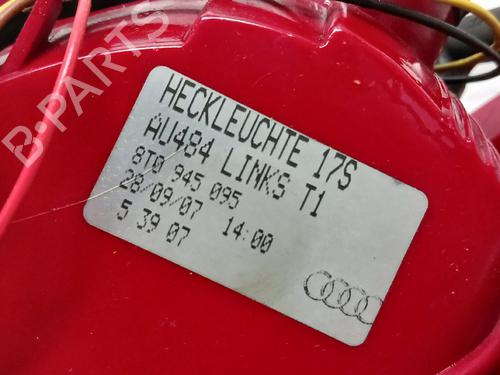 HECKLEUCHTE 17S
AU484 LINKS T1
8T0 945 095
28/09/07 14:00
5 39 07
B-PARTS